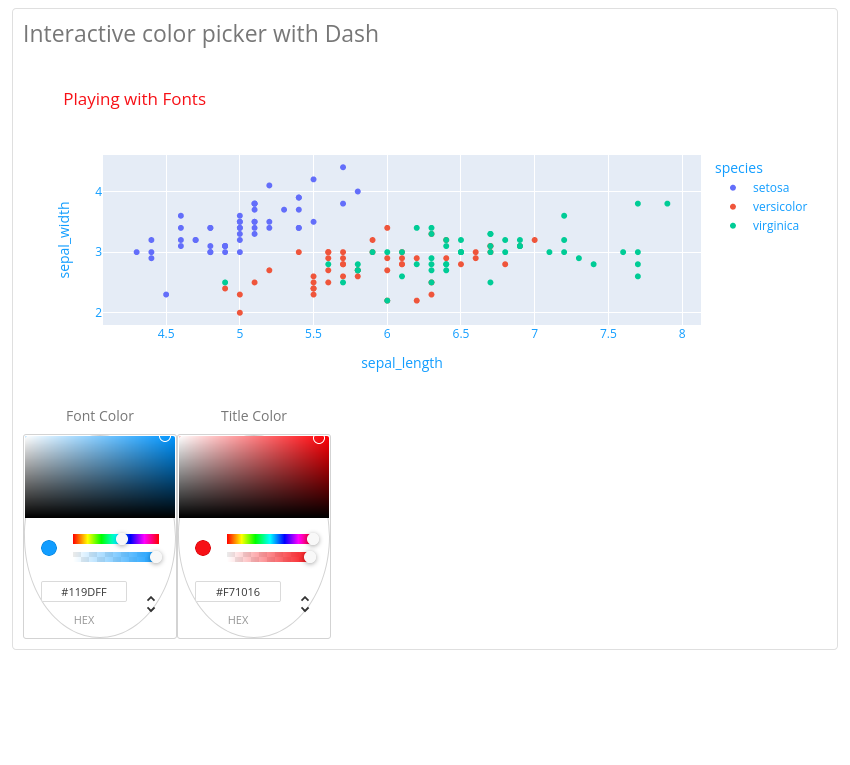 Interactive color picker with Dash
Playing with Fonts
species
setosa
versicolor
virginica
sepal_width
4
3
2
4.5 5 5.5 6 6.5 7 7.5 8
sepal_length
Font Color Title Color
#119DFF #F71016
HEX HEX